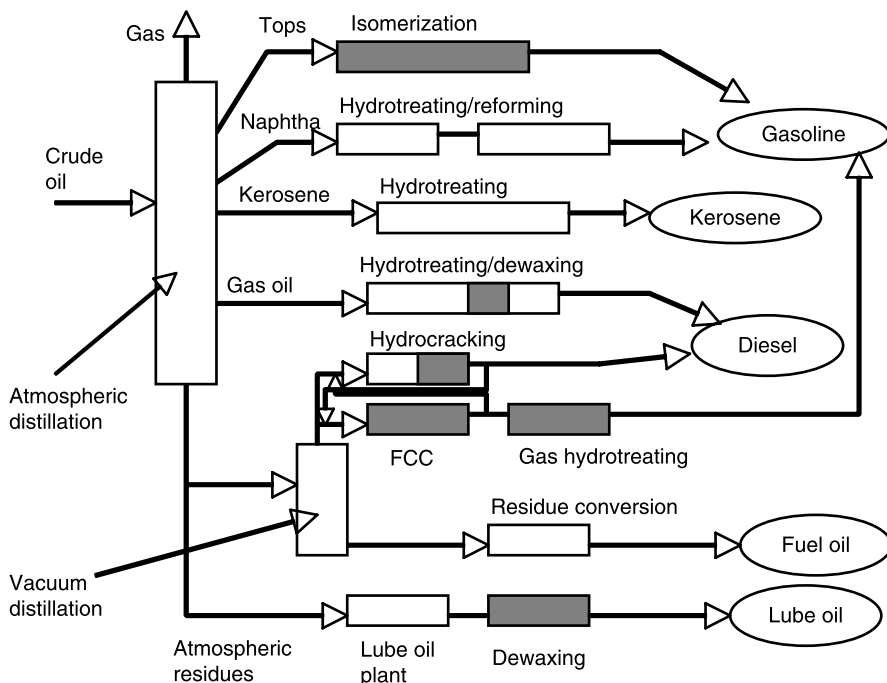 Gas
Tops
Isomerization
Naphtha
Hydrotreating/reforming
Gasoline
Crude
oil
Kerosene
Hydrotreating
Kerosene
Gas oil
Hydrotreating/dewaxing
Hydrocracking
Diesel
Atmospheric
distillation
FCC
Gas hydrotreating
Residue conversion
Fuel oil
Vacuum
distillation
Lube oil
Atmospheric
residues
Lube oil
plant
Dewaxing